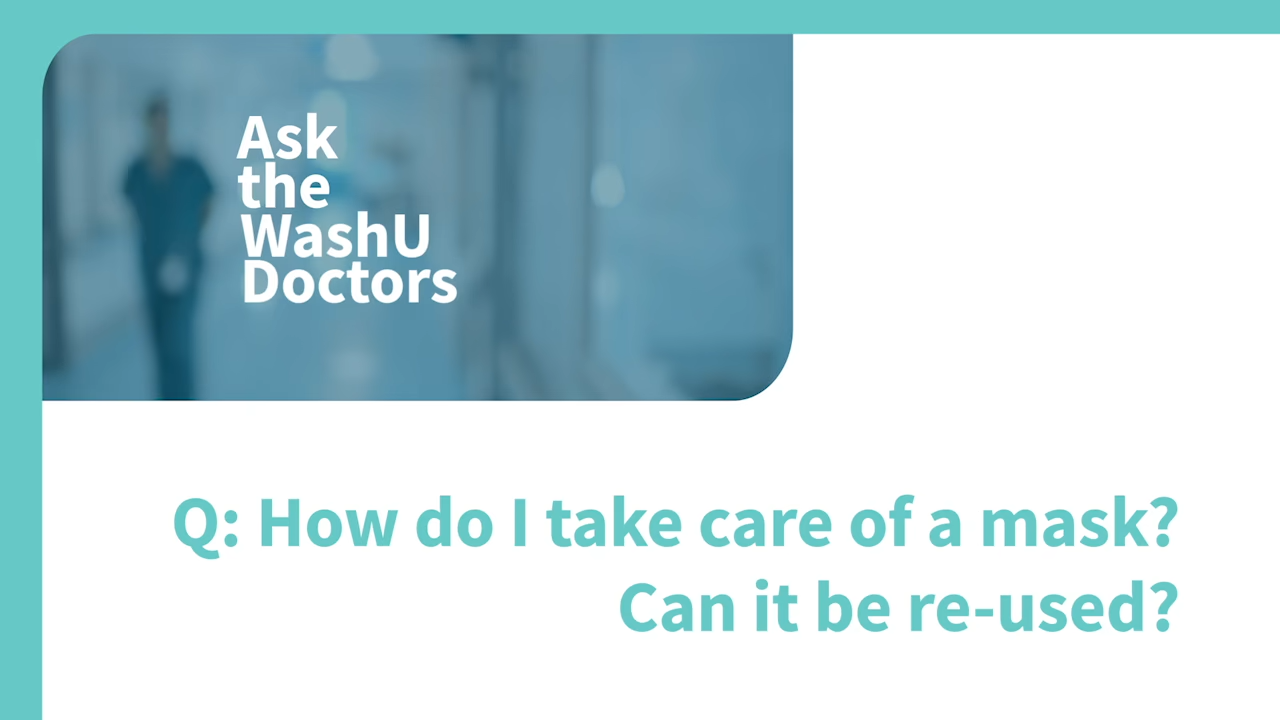 Ask
the
WashU
Doctors
Q: How do I take care of a mask?
Can it be re-used?